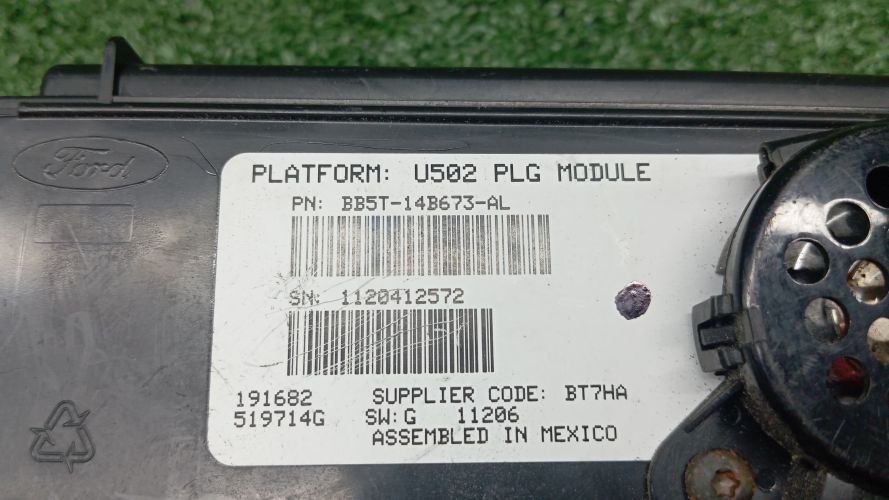 Ford
PLATFORM: U502 PLG MODULE
PN: BB5T-14B673-AL
SN: 1120412572
191682 SUPPLIER CODE: BT7HA
519714G SW:G 11206
ASSEMBLED IN MEXICO